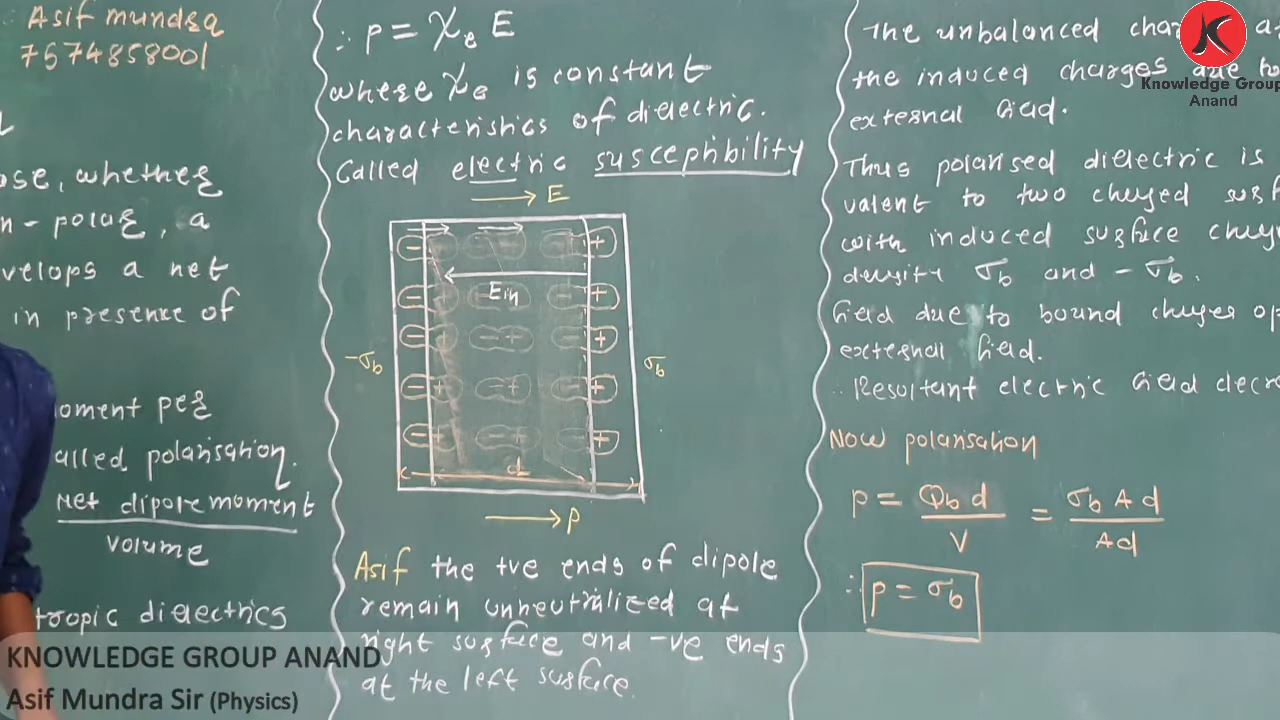 Asif mundra
7574858001
ose, whether
n-polar, a
velops a net
in presence of
oment per
alled polarisation.
Net dipole moment
volume
tropic dielectrics
∴ p = χe E
where χe is constant
characteristics of dielectric.
Called electric susceptibility
→ E
Ein
-σb
σb
d
→ p
Asif the +ve ends of dipole
remain unneutralized at
right surface and -ve ends
at the left surface.
The unbalanced
the induced charges due to
external field.
Thus polarised dielectric is
valent to two charged
with induced surface
density σb and -σb.
field due to bound charges op
external field.
∴ Resultant electric field decre
Now polarisation
p = Qb d / V = σb A d / Ad
∴ p = σb
Knowledge Group
Anand
KNOWLEDGE GROUP ANAND
Asif Mundra Sir (Physics)